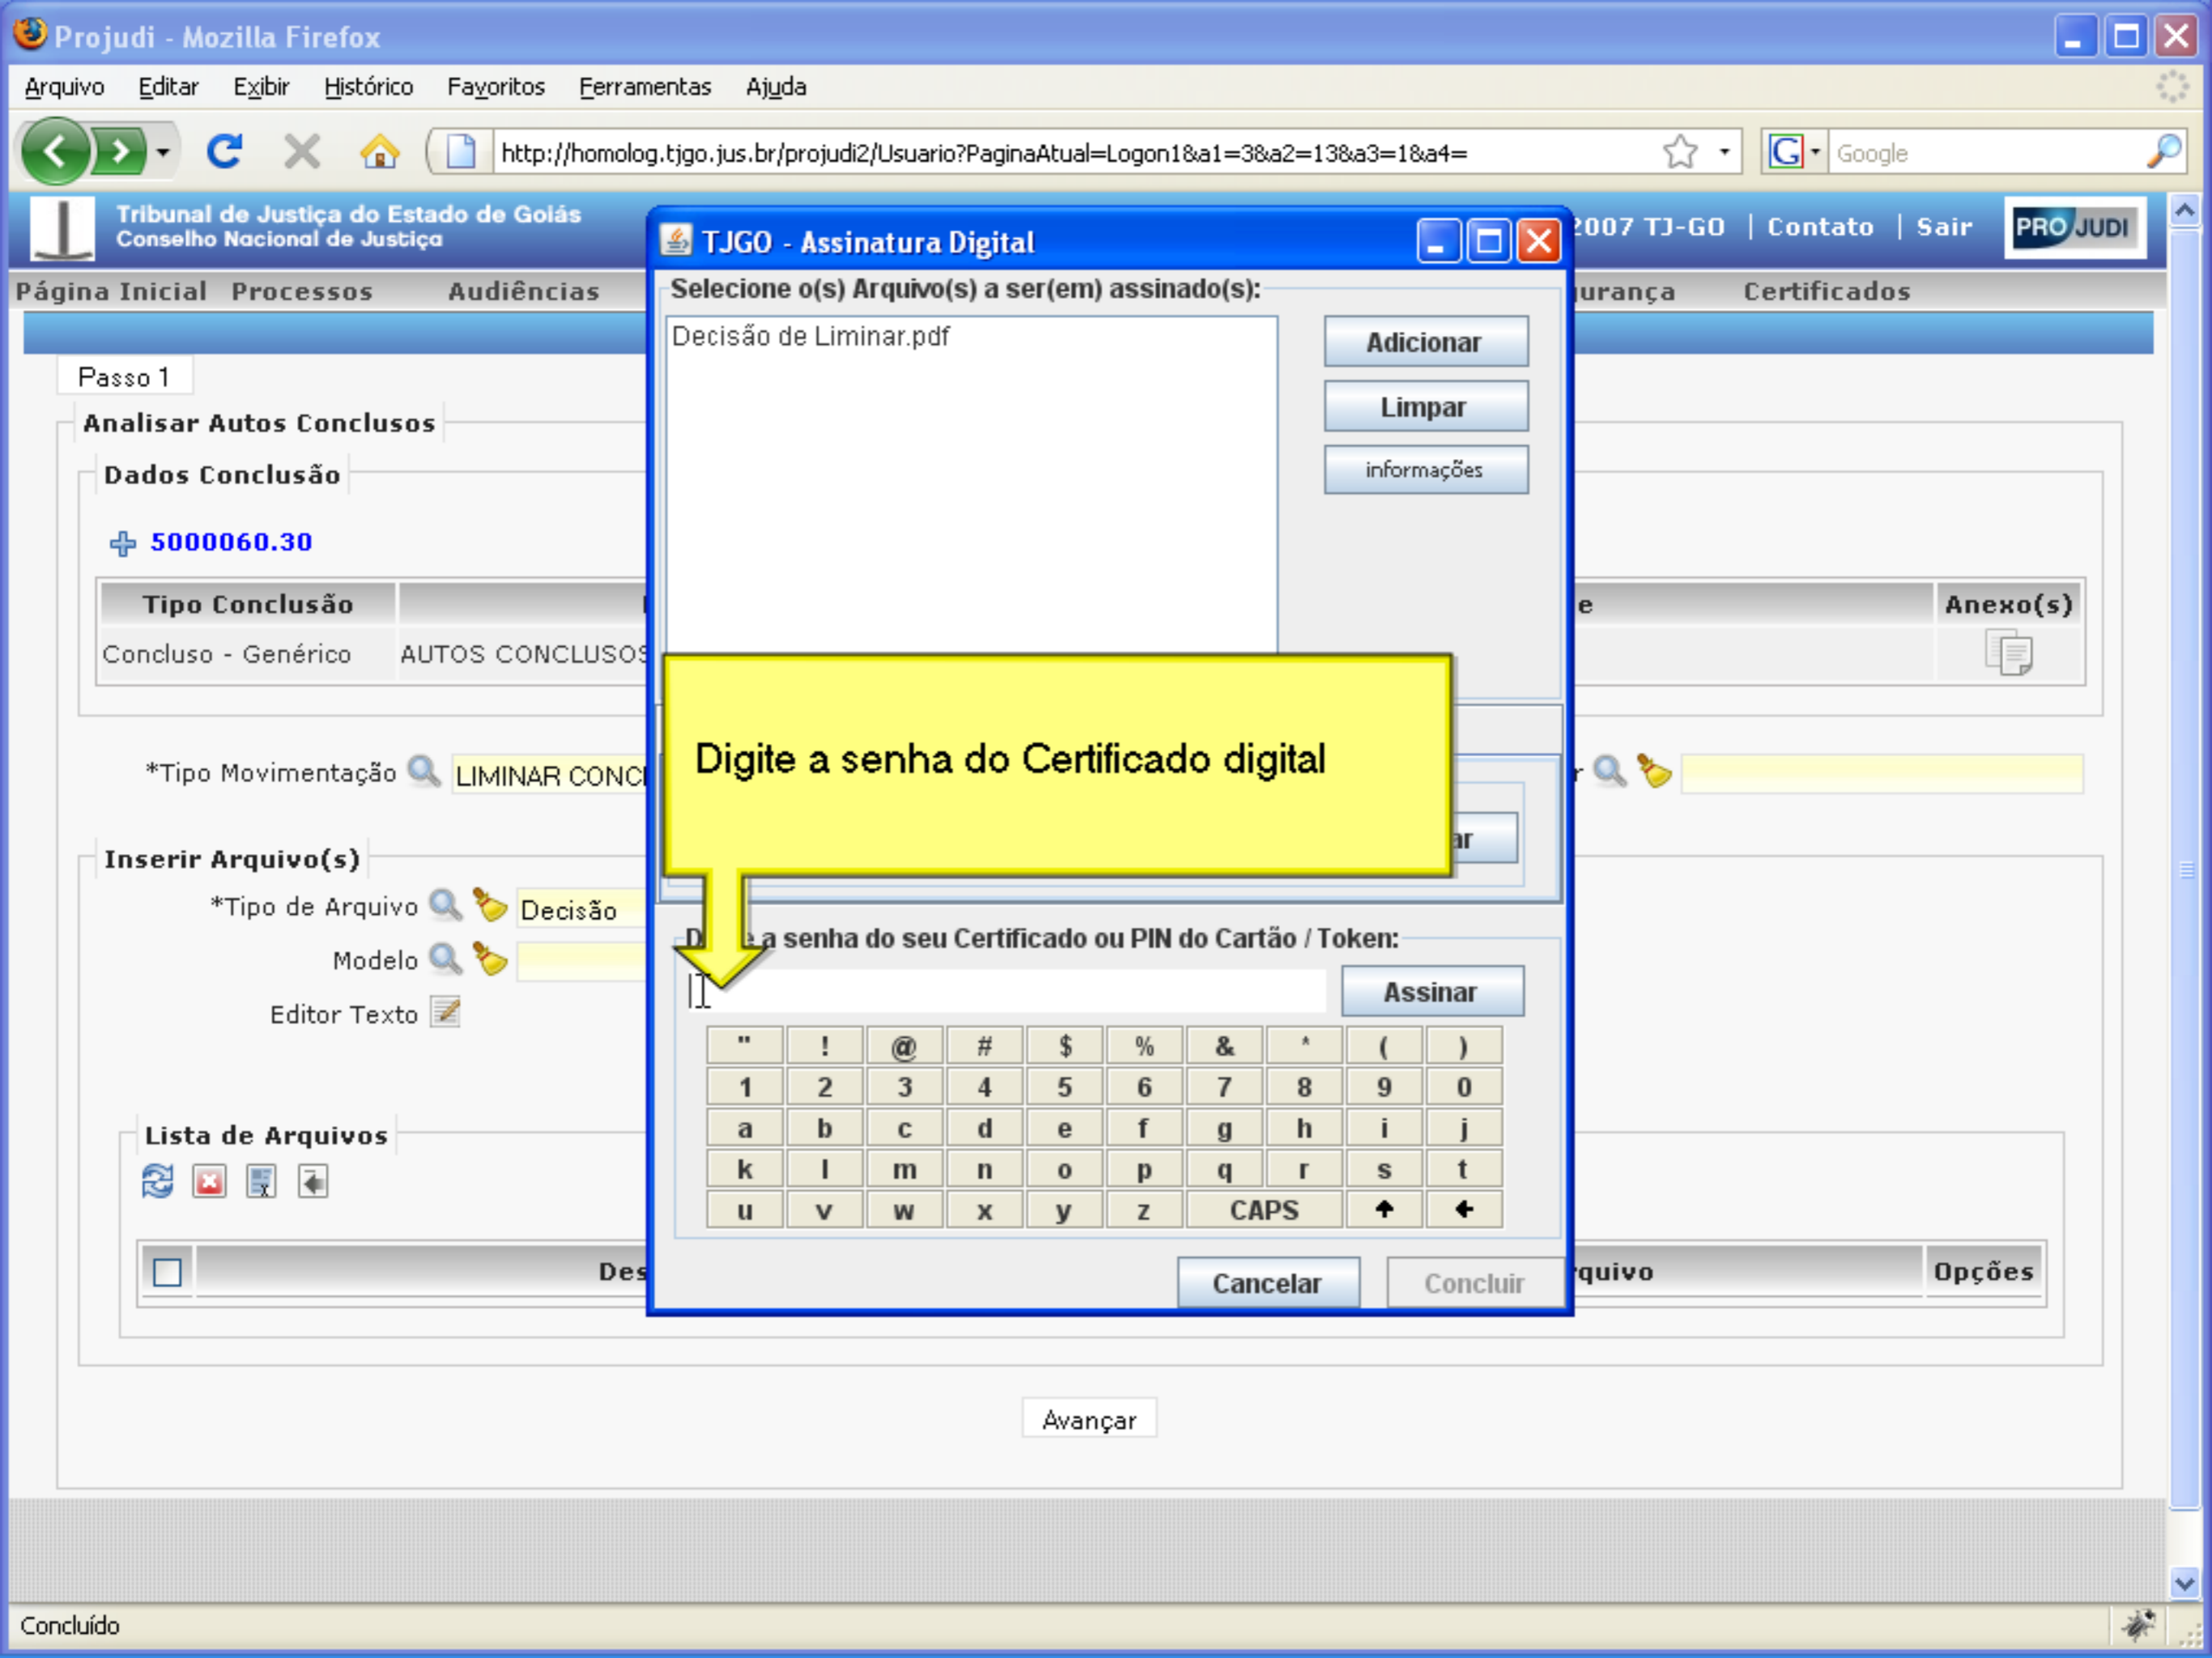 Projudi - Mozilla Firefox
Arquivo Editar Exibir Histórico Favoritos Ferramentas Ajuda
http://homolog.tjgo.jus.br/projudi2/Usuario?PaginaAtual=Logon1&a1=3&a2=13&a3=1&a4=
G Google
Tribunal de Justiça do Estado de Goiás
Conselho Nacional de Justiça
2007 TJ-GO | Contato | Sair
PROJUDI
Página Inicial Processos Audiências
Certificados
TJGO - Assinatura Digital
Selecione o(s) Arquivo(s) a ser(em) assinado(s):
Decisão de Liminar.pdf
Adicionar
Limpar
informações
Passo 1
Analisar Autos Conclusos
Dados Conclusão
5000060.30
Tipo Conclusão
Anexo(s)
Concluso - Genérico AUTOS CONCLUSOS
*Tipo Movimentação LIMINAR
Digite a senha do Certificado digital
Inserir Arquivo(s)
*Tipo de Arquivo Decisão
Modelo
Editor Texto
a senha do seu Certificado ou PIN do Cartão / Token:
Assinar
" ! @ # $ % & * ( )
1 2 3 4 5 6 7 8 9 0
a b c d e f g h i j
k l m n o p q r s t
u v w x y z CAPS
Cancelar Concluir
Lista de Arquivos
Opções
Avançar
Concluído